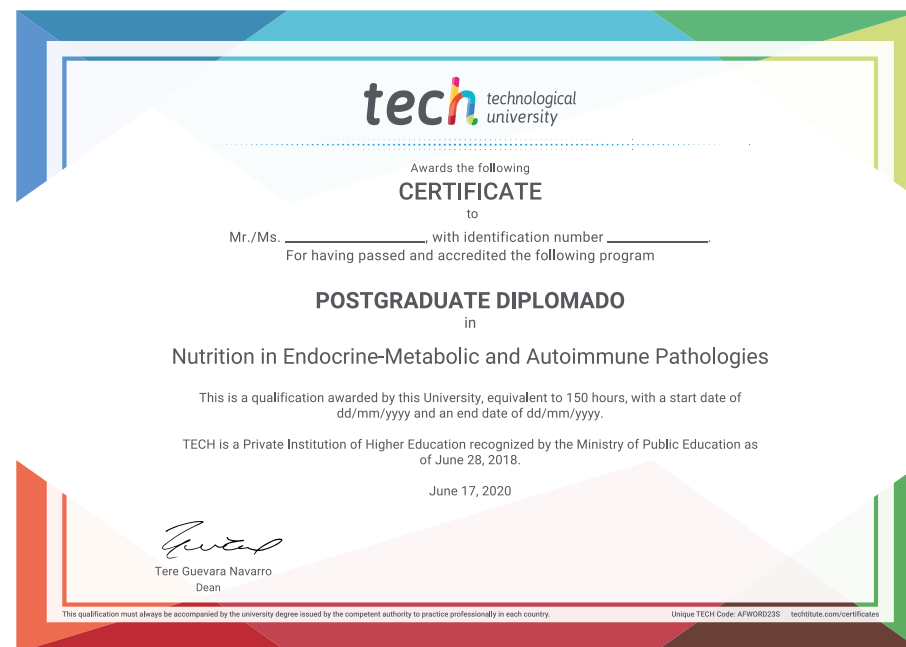 tech technological
university
Awards the following
CERTIFICATE
to
Mr./Ms. ____________________, with identification number ______________.
For having passed and accredited the following program
POSTGRADUATE DIPLOMADO
in
Nutrition in Endocrine-Metabolic and Autoimmune Pathologies
This is a qualification awarded by this University, equivalent to 150 hours, with a start date of
dd/mm/yyyy and an end date of dd/mm/yyyy.
TECH is a Private Institution of Higher Education recognized by the Ministry of Public Education as
of June 28, 2018.
June 17, 2020
Tere Guevara Navarro
Dean
This qualification must always be accompanied by the university degree issued by the competent authority to practice professionally in each country. Unique TECH Code: AFWORD23S techtitute.com/certificates